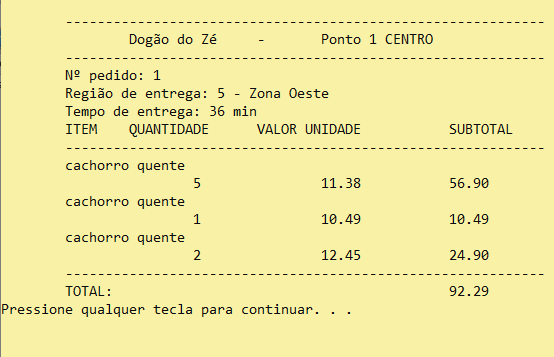 ------------------------------------------------------------
Dogão do Zé - Ponto 1 CENTRO
------------------------------------------------------------
Nº pedido: 1
Região de entrega: 5 - Zona Oeste
Tempo de entrega: 36 min
ITEM QUANTIDADE VALOR UNIDADE SUBTOTAL
------------------------------------------------------------
cachorro quente
5 11.38 56.90
cachorro quente
1 10.49 10.49
cachorro quente
2 12.45 24.90
------------------------------------------------------------
TOTAL: 92.29
Pressione qualquer tecla para continuar. . .